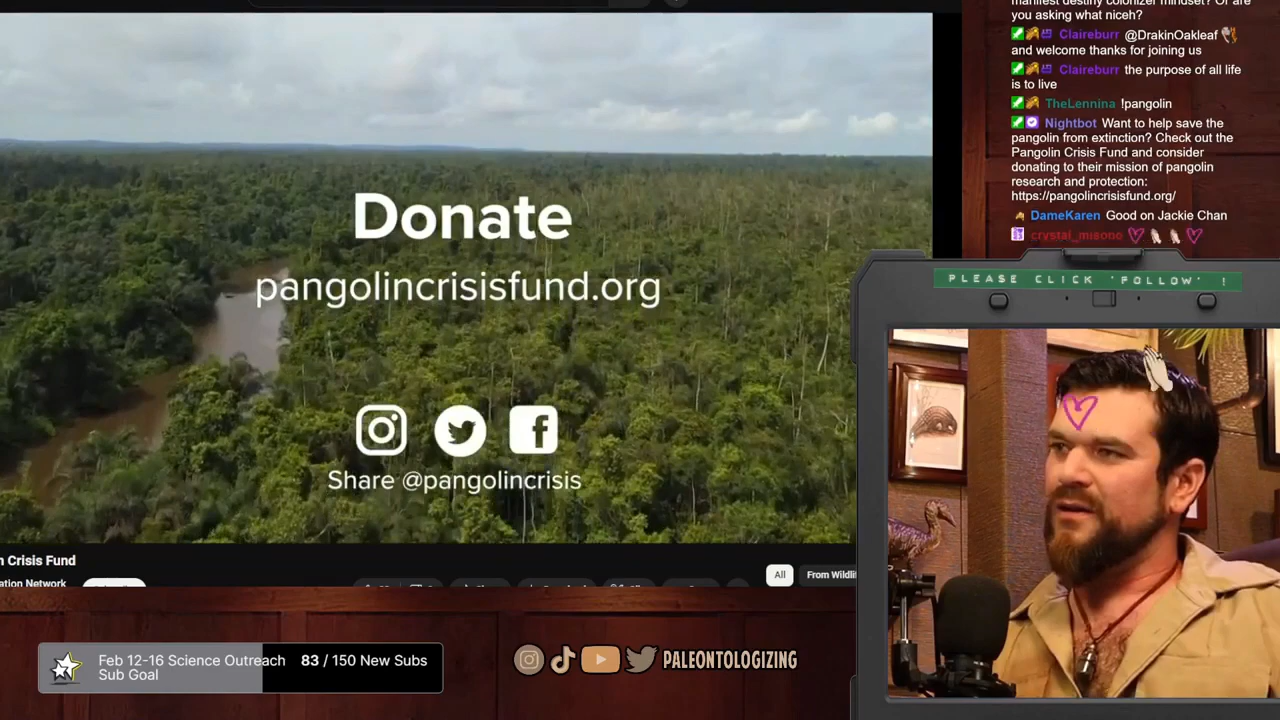 manifest destiny colonizer mindset? Or are
you asking what niceh?
Claireburr @DrakinOakleaf
and welcome thanks for joining us
Claireburr the purpose of all life
is to live
TheLennina !pangolin
Nightbot Want to help save the
pangolin from extinction? Check out the
Pangolin Crisis Fund and consider
donating to their mission of pangolin
research and protection:
https://pangolincrisisfund.org/
DameKaren Good on Jackie Chan
crystal_misono
Donate
pangolincrisisfund.org
Share @pangolincrisis
PLEASE CLICK 'FOLLOW' !
Crisis Fund
ation Network
All
From Wildli
Feb 12-16 Science Outreach
Sub Goal
83 / 150 New Subs
PALEONTOLOGIZING